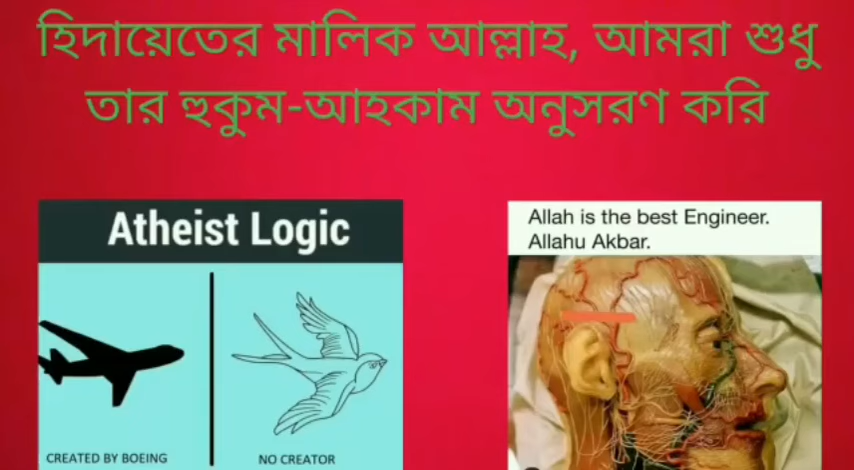 হিদায়েতের মালিক আল্লাহ, আমরা শুধু
তার হুকুম-আহকাম অনুসরণ করি
Atheist Logic
CREATED BY BOEING
NO CREATOR
Allah is the best Engineer.
Allahu Akbar.